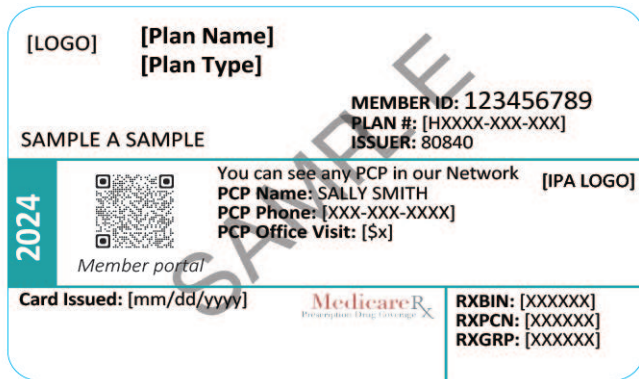 [LOGO]
[Plan Name]
[Plan Type]
MEMBER ID: 123456789
PLAN #: [HXXXX-XXX-XXX]
ISSUER: 80840
SAMPLE A SAMPLE
2024
Member portal
You can see any PCP in our Network
PCP Name: SALLY SMITH
PCP Phone: [XXX-XXX-XXXX]
PCP Office Visit: [$x]
[IPA LOGO]
Card Issued: [mm/dd/yyyy]
MedicareRx
Prescription Drug Coverage
RXBIN: [XXXXXX]
RXPCN: [XXXXXX]
RXGRP: [XXXXXX]
SAMPLE